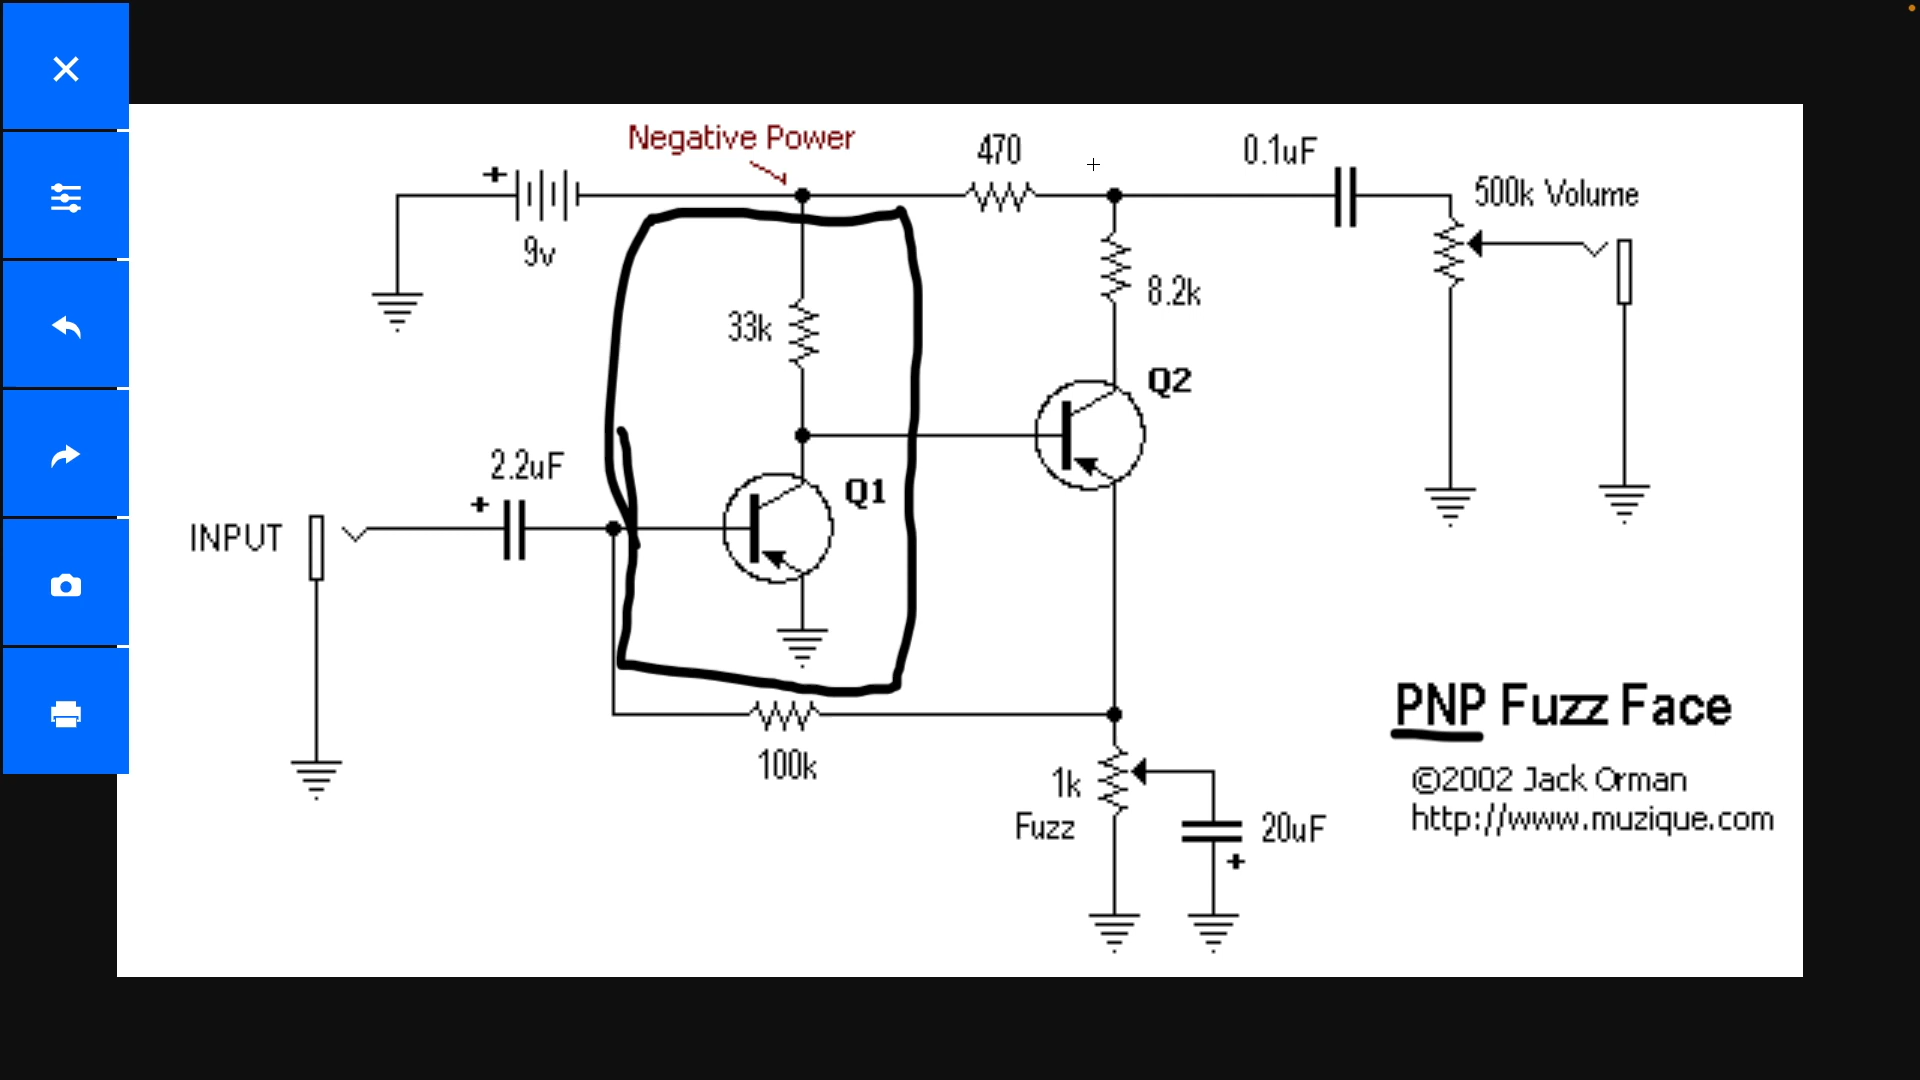 Negative Power
470
0.1uF
+
500k Volume
9v
8.2k
33k
Q2
2.2uF
Q1
+
INPUT
PNP Fuzz Face
100k
1k
Fuzz
©2002 Jack Orman
http://www.muzique.com
20uF
+